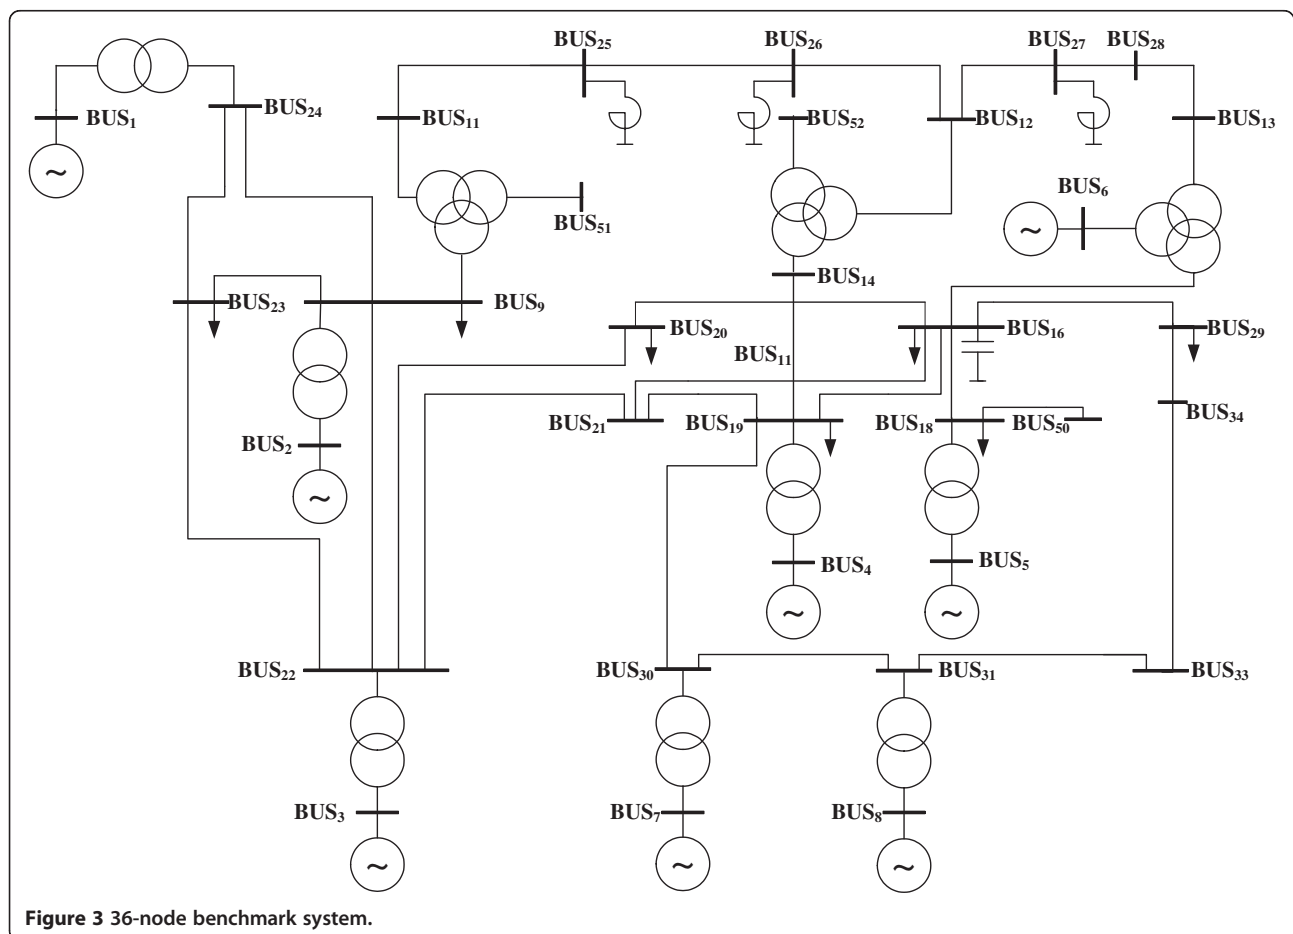 BUS25
BUS26
BUS27
BUS28
BUS24
BUS1
BUS11
BUS52
BUS12
BUS13
~
BUS6
BUS51
~
BUS14
BUS23
BUS9
BUS20
BUS16
BUS29
BUS11
BUS21
BUS19
BUS18
BUS50
BUS34
BUS2
~
BUS4
BUS5
~
~
BUS22
BUS30
BUS31
BUS33
BUS3
BUS7
BUS8
~
~
~
Figure 3 36-node benchmark system.